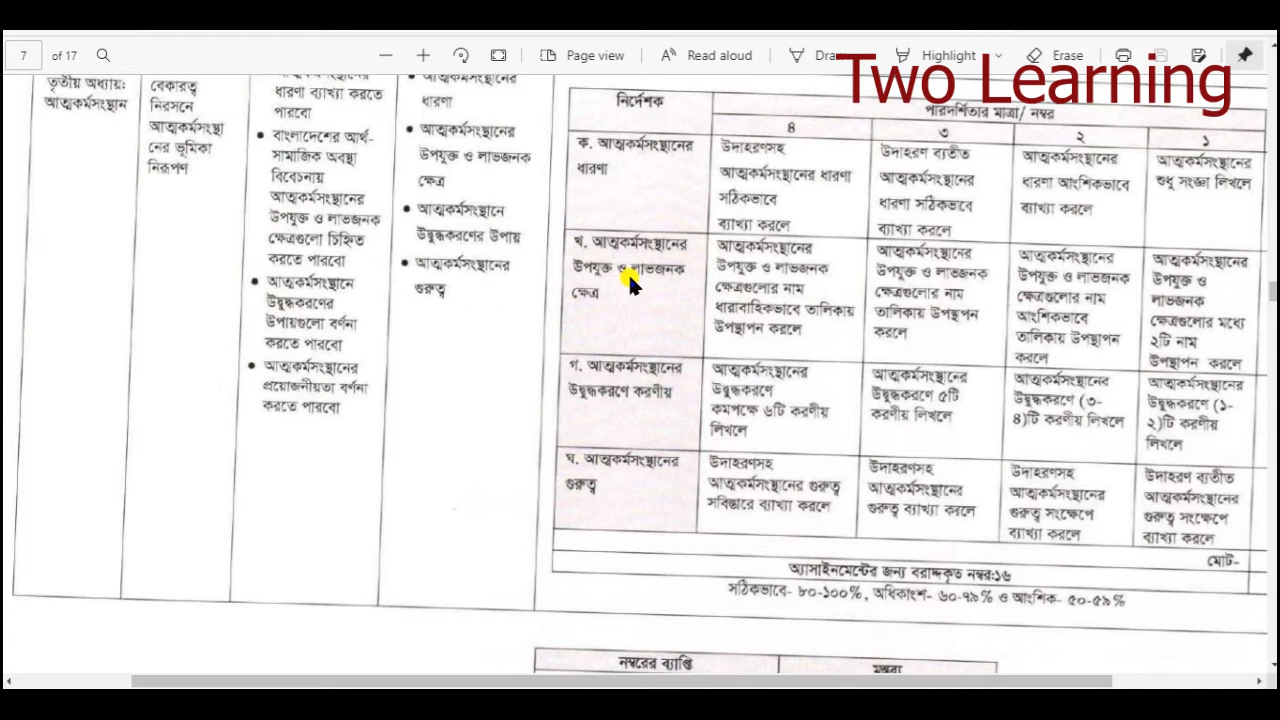 7 of 17 Page view Read aloud Highlight Erase
Two Learning
তৃতীয় অধ্যায়:
আত্মকর্মসংস্থান
বেকারত্ব
নিরসনে
আত্মকর্মসংস্থা
নের ভূমিকা
নিরূপণ
ধারণা ব্যাখ্যা করতে
পারবো
• বাংলাদেশের আর্থ-
সামাজিক অবস্থা
বিবেচনায়
আত্মকর্মসংস্থানের
উপযুক্ত ও লাভজনক
ক্ষেত্রগুলো চিহ্নিত
করতে পারবো
• আত্মকর্মসংস্থানে
উদ্বুদ্ধকরণের
উপায়গুলো বর্ণনা
করতে পারবো
• আত্মকর্মসংস্থানের
প্রয়োজনীয়তা বর্ণনা
করতে পারবো
• আত্মকর্মসংস্থানের
ধারণা
• আত্মকর্মসংস্থানের
উপযুক্ত ও লাভজনক
ক্ষেত্র
• আত্মকর্মসংস্থানে
উদ্বুদ্ধকরণের উপায়
• আত্মকর্মসংস্থানের
গুরুত্ব
নির্দেশক
পারদর্শিতার মাত্রা/ নম্বর
৪ ৩ ২ ১
ক. আত্মকর্মসংস্থানের
ধারণা
উদাহরণসহ
আত্মকর্মসংস্থানের ধারণা
সঠিকভাবে
ব্যাখ্যা করলে
উদাহরণ ব্যতীত
আত্মকর্মসংস্থানের
ধারণা সঠিকভাবে
ব্যাখ্যা করলে
আত্মকর্মসংস্থানের
ধারণা আংশিকভাবে
ব্যাখ্যা করলে
আত্মকর্মসংস্থানের
শুধু সংজ্ঞা লিখলে
খ. আত্মকর্মসংস্থানের
উপযুক্ত ও লাভজনক
ক্ষেত্র
আত্মকর্মসংস্থানের
উপযুক্ত ও লাভজনক
ক্ষেত্রগুলোর নাম
ধারাবাহিকভাবে তালিকায়
উপস্থাপন করলে
আত্মকর্মসংস্থানের
উপযুক্ত ও লাভজনক
ক্ষেত্রগুলোর নাম
তালিকায় উপস্থপন
করলে
আত্মকর্মসংস্থানের
উপযুক্ত ও লাভজনক
ক্ষেত্রগুলোর নাম
আংশিকভাবে
তালিকায় উপস্থাপন
করলে
আত্মকর্মসংস্থানের
উপযুক্ত ও
লাভজনক
ক্ষেত্রগুলোর মধ্যে
২টি নাম
উপস্থাপন করলে
গ. আত্মকর্মসংস্থানের
উদ্বুদ্ধকরণে করণীয়
আত্মকর্মসংস্থানের
উদ্বুদ্ধকরণে
কমপক্ষে ৬টি করণীয়
লিখলে
আত্মকর্মসংস্থানের
উদ্বুদ্ধকরণে ৫টি
করণীয় লিখলে
আত্মকর্মসংস্থানের
উদ্বুদ্ধকরণে (৩-
৪)টি করণীয় লিখলে
আত্মকর্মসংস্থানের
উদ্বুদ্ধকরণে (১-
২)টি করণীয়
লিখলে
ঘ. আত্মকর্মসংস্থানের
গুরুত্ব
উদাহরণসহ
আত্মকর্মসংস্থানের গুরুত্ব
সবিস্তারে ব্যাখ্যা করলে
উদাহরণসহ
আত্মকর্মসংস্থানের
গুরুত্ব ব্যাখ্যা করলে
উদাহরণসহ
আত্মকর্মসংস্থানের
গুরুত্ব সংক্ষেপে
ব্যাখ্যা করলে
উদাহরণ ব্যতীত
আত্মকর্মসংস্থানের
গুরুত্ব সংক্ষেপে
ব্যাখ্যা করলে
মোট-
অ্যাসাইনমেন্টের জন্য বরাদ্দকৃত নম্বর:১৬
সঠিকভাবে- ৮০-১০০%, অধিকাংশ- ৬০-৭৯% ও আংশিক- ৫০-৫৯%
নম্বরের ব্যাপ্তি